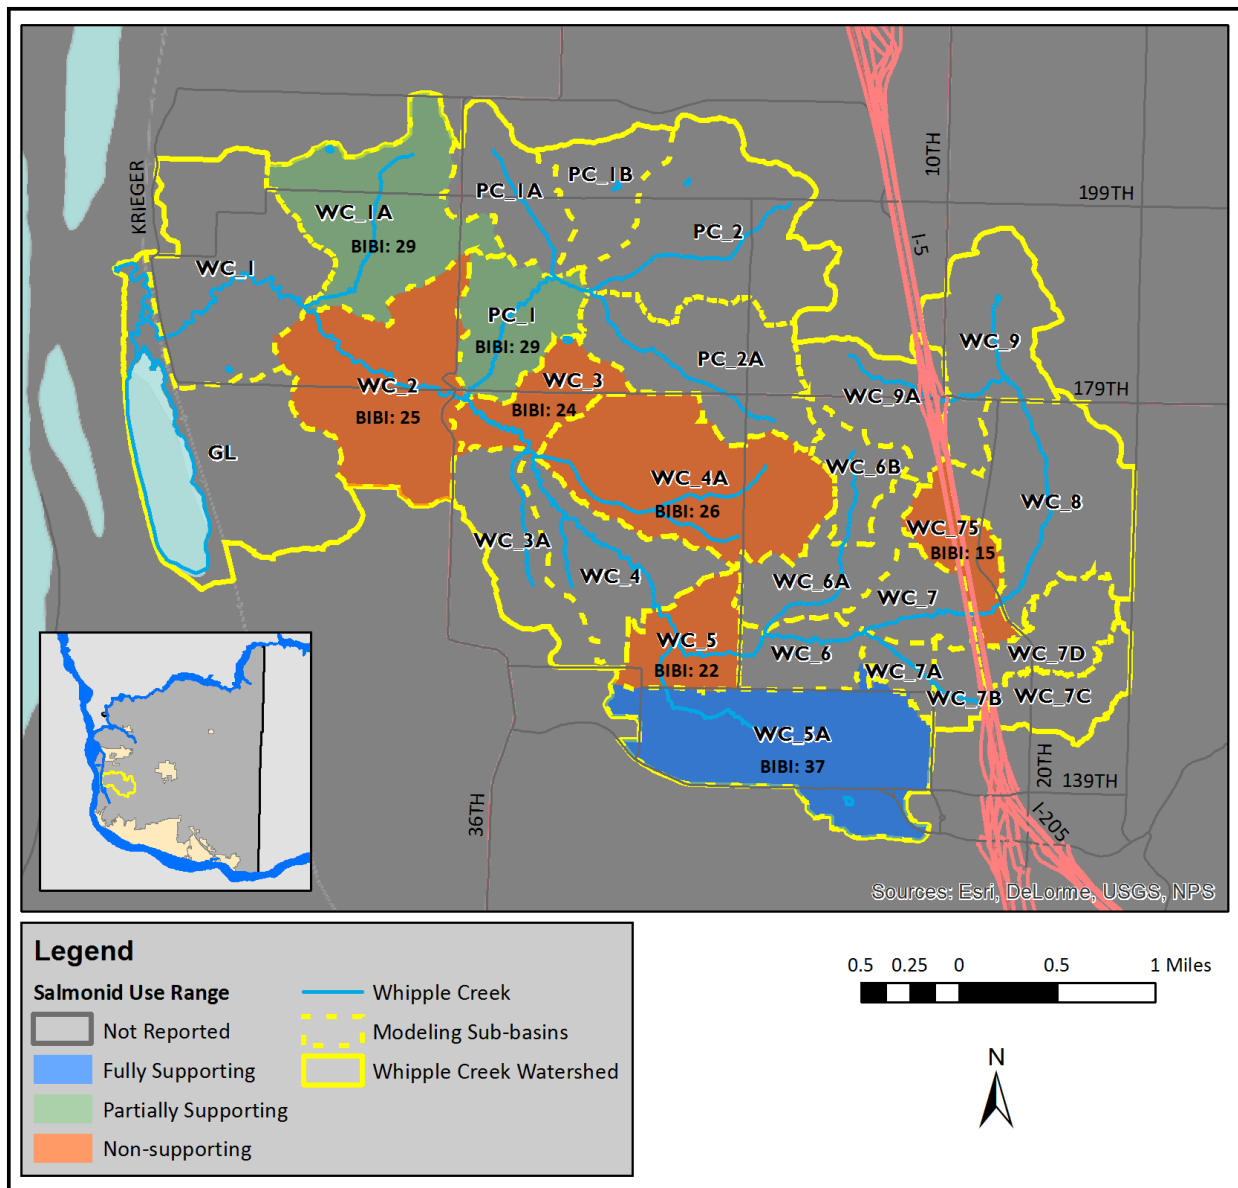 10TH
KRIEGER
PC_1B
PC_1A
199TH
WC_1A
BIBI: 29
PC_2
I-5
WC_1
PC_1
BIBI: 29
WC_9
PC_2A
WC_2
BIBI: 25
WC_3
BIBI: 24
WC_9A
179TH
GL
WC_4A
BIBI: 26
WC_6B
WC_8
WC_75
BIBI: 15
WC_3A
WC_4
WC_6A
WC_7
WC_5
BIBI: 22
WC_6
WC_7A
WC_7D
WC_7B
WC_7C
WC_5A
BIBI: 37
36TH
20TH
139TH
I-205
Sources: Esri, DeLorme, USGS, NPS
Legend
Salmonid Use Range
Not Reported
Fully Supporting
Partially Supporting
Non-supporting
Whipple Creek
Modeling Sub-basins
Whipple Creek Watershed
0.5 0.25 0 0.5 1 Miles
N